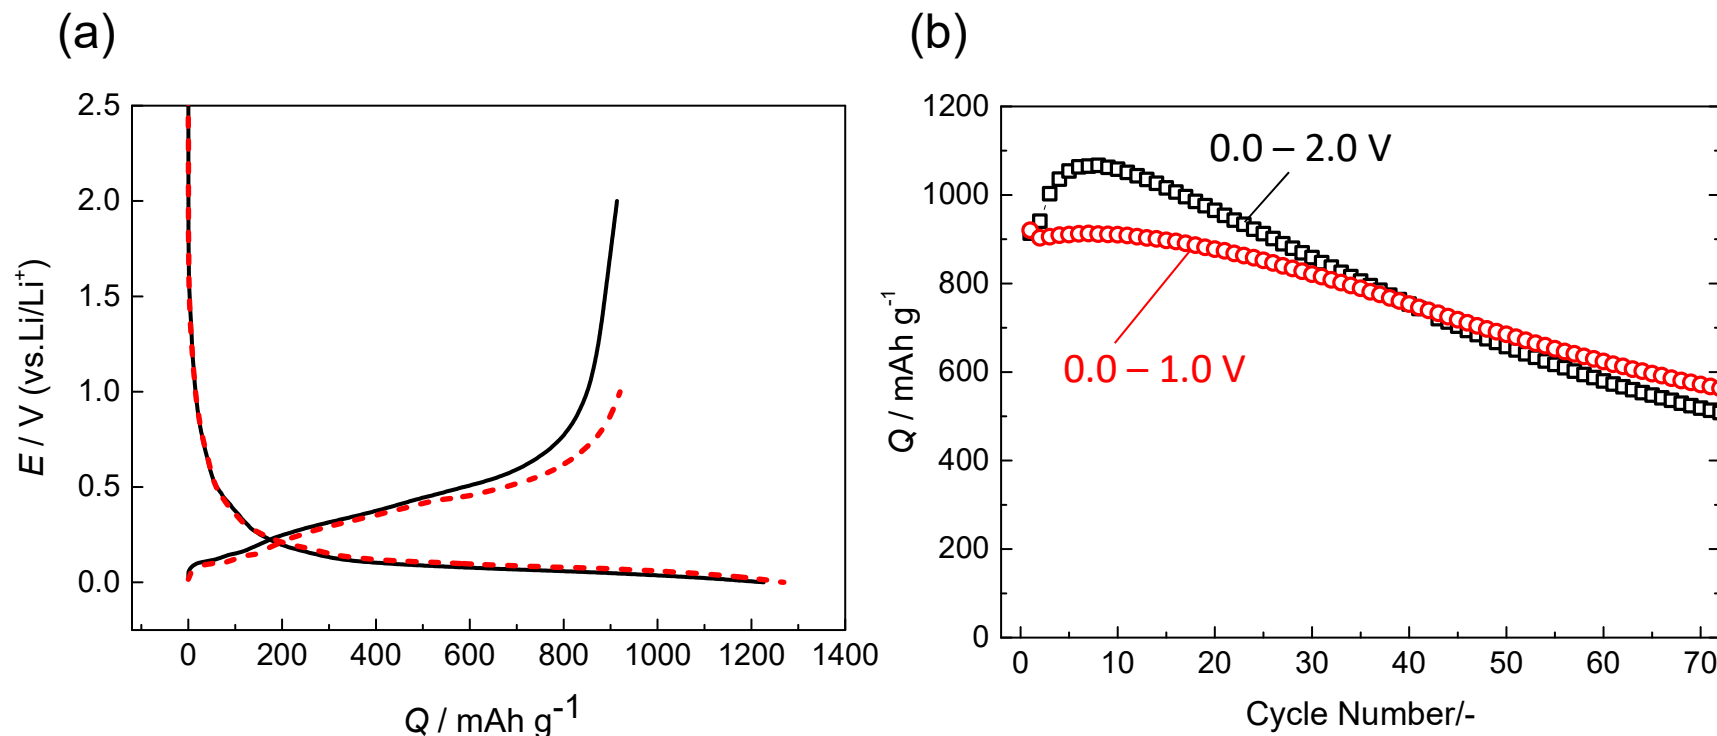 (a)
(b)
2.5
2.0
1.5
1.0
0.5
0.0
E / V (vs.Li/Li+)
0 200 400 600 800 1000 1200 1400
Q / mAh g-1
1200
1000
800
600
400
200
0
Q / mAh g-1
0.0 – 2.0 V
0.0 – 1.0 V
0 10 20 30 40 50 60 70
Cycle Number/-